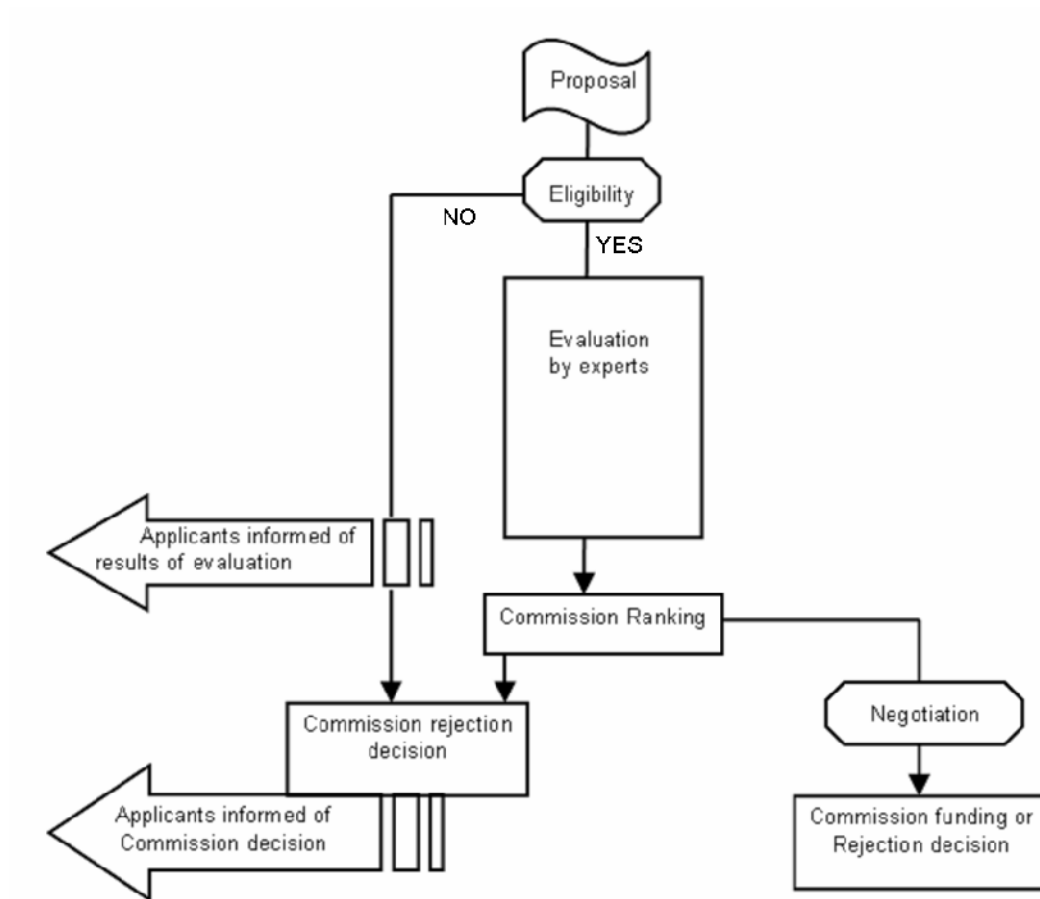 Proposal
Eligibility
NO
YES
Evaluation
by experts
Applicants informed of
results of evaluation
Commission Ranking
Commission rejection
decision
Negotiation
Applicants informed of
Commission decision
Commission funding or
Rejection decision